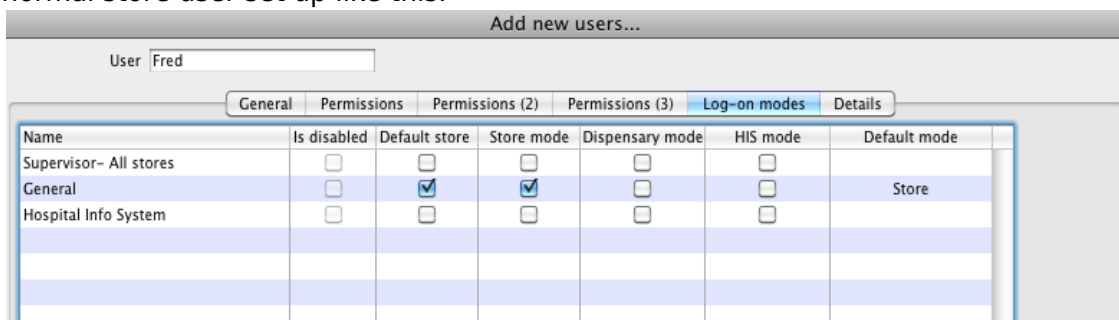 normal store user set up like this:
Add new users...
User Fred
General Permissions Permissions (2) Permissions (3) Log-on modes Details
Name Is disabled Default store Store mode Dispensary mode HIS mode Default mode
Supervisor- All stores
General Store
Hospital Info System